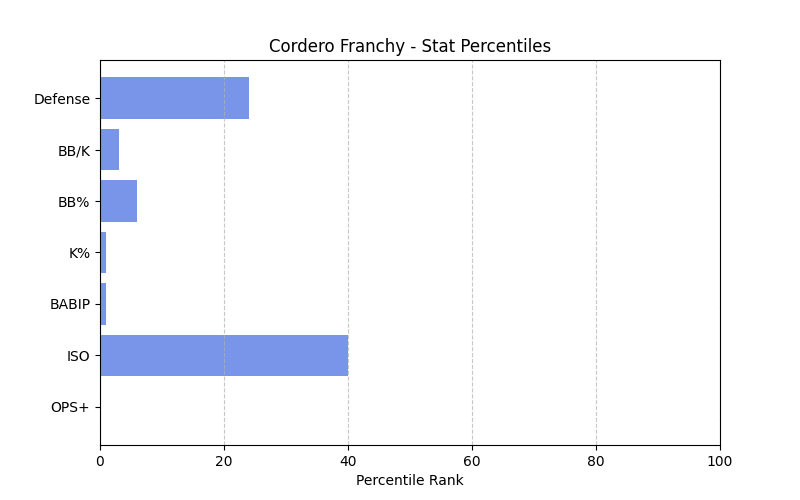 Cordero Franchy - Stat Percentiles
Defense
BB/K
BB%
K%
BABIP
ISO
OPS+
0 20 40 60 80 100
Percentile Rank